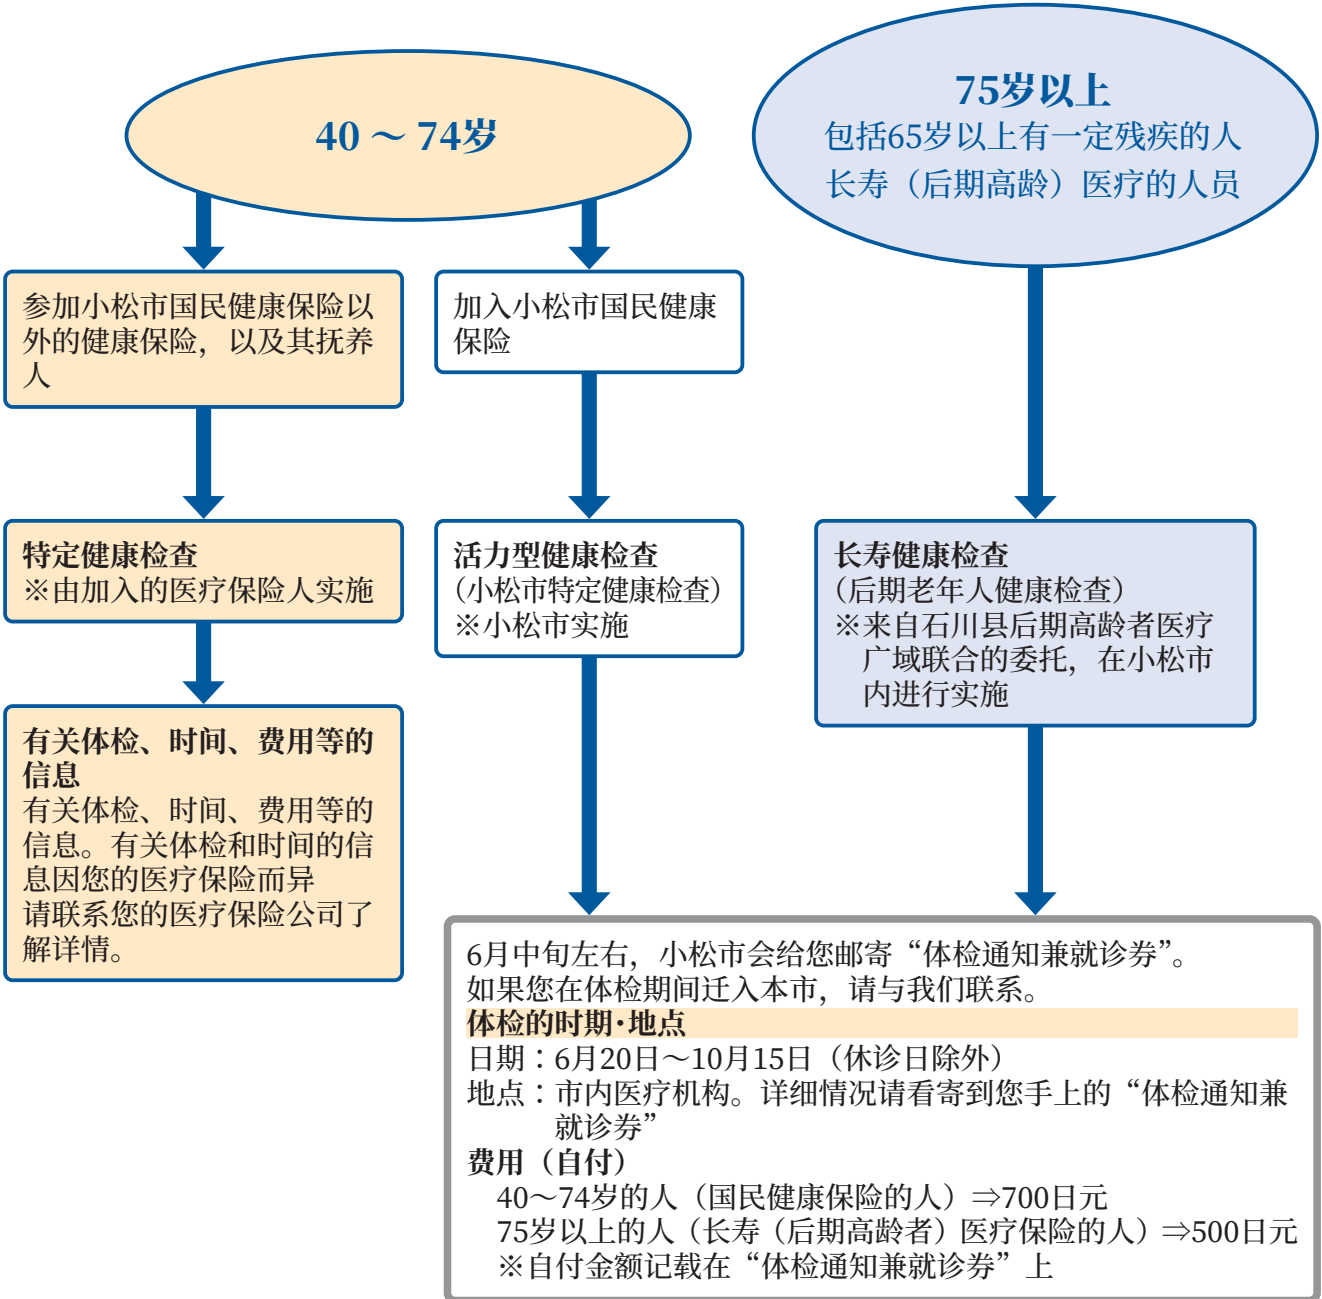 40 ～ 74岁
75岁以上
包括65岁以上有一定残疾的人
长寿（后期高龄）医疗的人员
参加小松市国民健康保险以
外的健康保险，以及其抚养
人
加入小松市国民健康
保险
特定健康检查
※由加入的医疗保险人实施
活力型健康检查
（小松市特定健康检查）
※小松市实施
长寿健康检查
（后期老年人健康检查）
※来自石川县后期高龄者医疗
广域联合的委托，在小松市
内进行实施
有关体检、时间、费用等的
信息
有关体检、时间、费用等的
信息。有关体检和时间的信
息因您的医疗保险而异
请联系您的医疗保险公司了
解详情。
6月中旬左右，小松市会给您邮寄“体检通知兼就诊券”。
如果您在体检期间迁入本市，请与我们联系。
体检的时期·地点
日期：6月20日～10月15日（休诊日除外）
地点：市内医疗机构。详细情况请看寄到您手上的“体检通知兼
就诊券”
费用（自付）
40～74岁的人（国民健康保险的人）⇒700日元
75岁以上的人（长寿（后期高龄者）医疗保险的人）⇒500日元
※自付金额记载在“体检通知兼就诊券”上